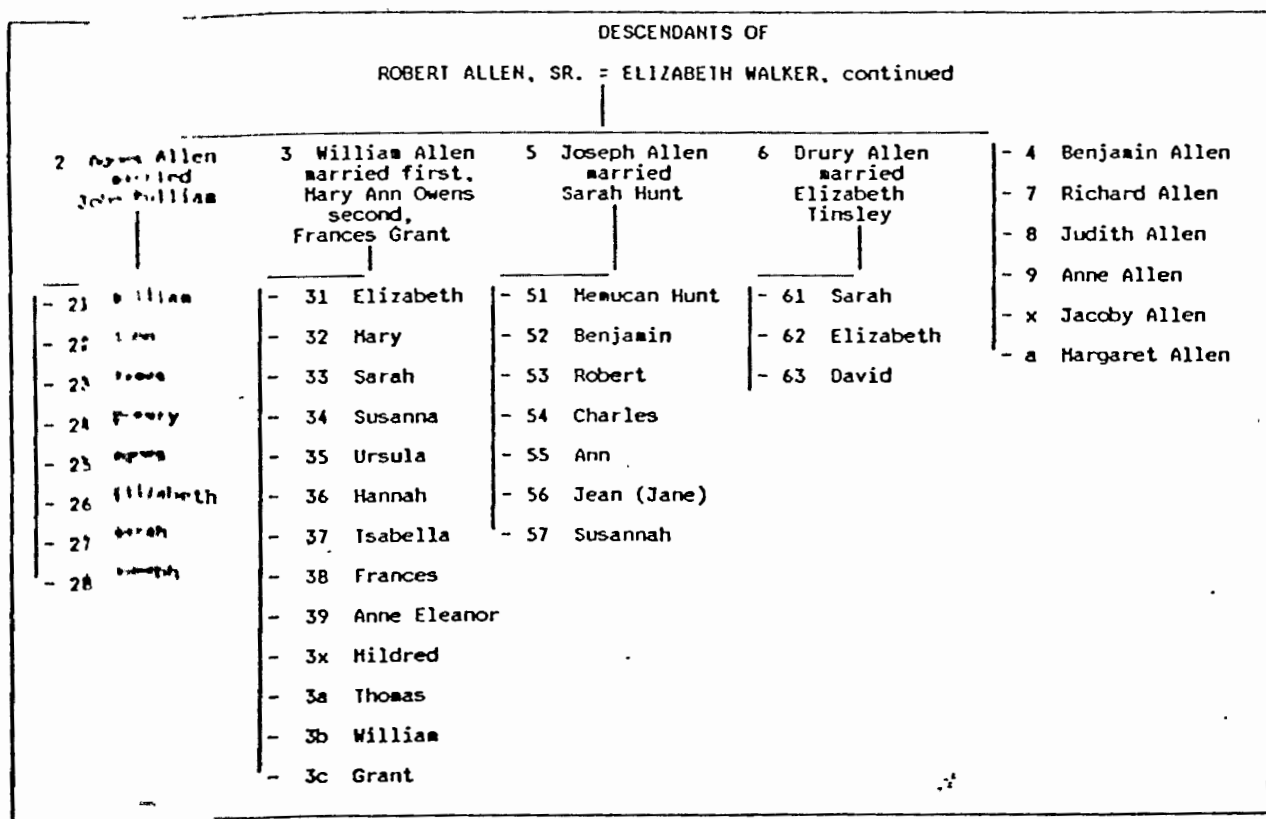 DESCENDANTS OF
ROBERT ALLEN, SR. = ELIZABETH WALKER, continued
2 Allen
married
John
3 William Allen
married first,
Mary Ann Owens
second,
Frances Grant
5 Joseph Allen
married
Sarah Hunt
6 Drury Allen
married
Elizabeth
Tinsley
- 4 Benjamin Allen
- 7 Richard Allen
- 8 Judith Allen
- 9 Anne Allen
- x Jacoby Allen
- a Margaret Allen
- 21 William
- 22
- 23
- 24
- 25
- 26 Elizabeth
- 27
- 28
- 31 Elizabeth
- 32 Mary
- 33 Sarah
- 34 Susanna
- 35 Ursula
- 36 Hannah
- 37 Isabella
- 38 Frances
- 39 Anne Eleanor
- 3x Mildred
- 3a Thomas
- 3b William
- 3c Grant
- 51 Memucan Hunt
- 52 Benjamin
- 53 Robert
- 54 Charles
- 55 Ann
- 56 Jean (Jane)
- 57 Susannah
- 61 Sarah
- 62 Elizabeth
- 63 David